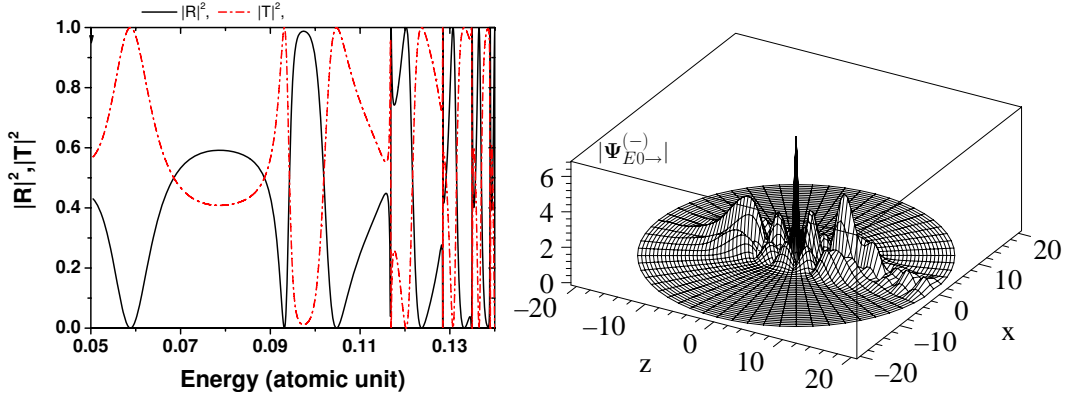 |R|², |T|²,
1.0
0.8
0.6
0.4
0.2
0.0
|R|²,|T|²
0.05 0.07 0.09 0.11 0.13
Energy (atomic unit)
|Ψ^{(−)}_{E0→}|
6
4
2
0
−20 −10 0 10 20
z
−20 −10 0 10 20
x